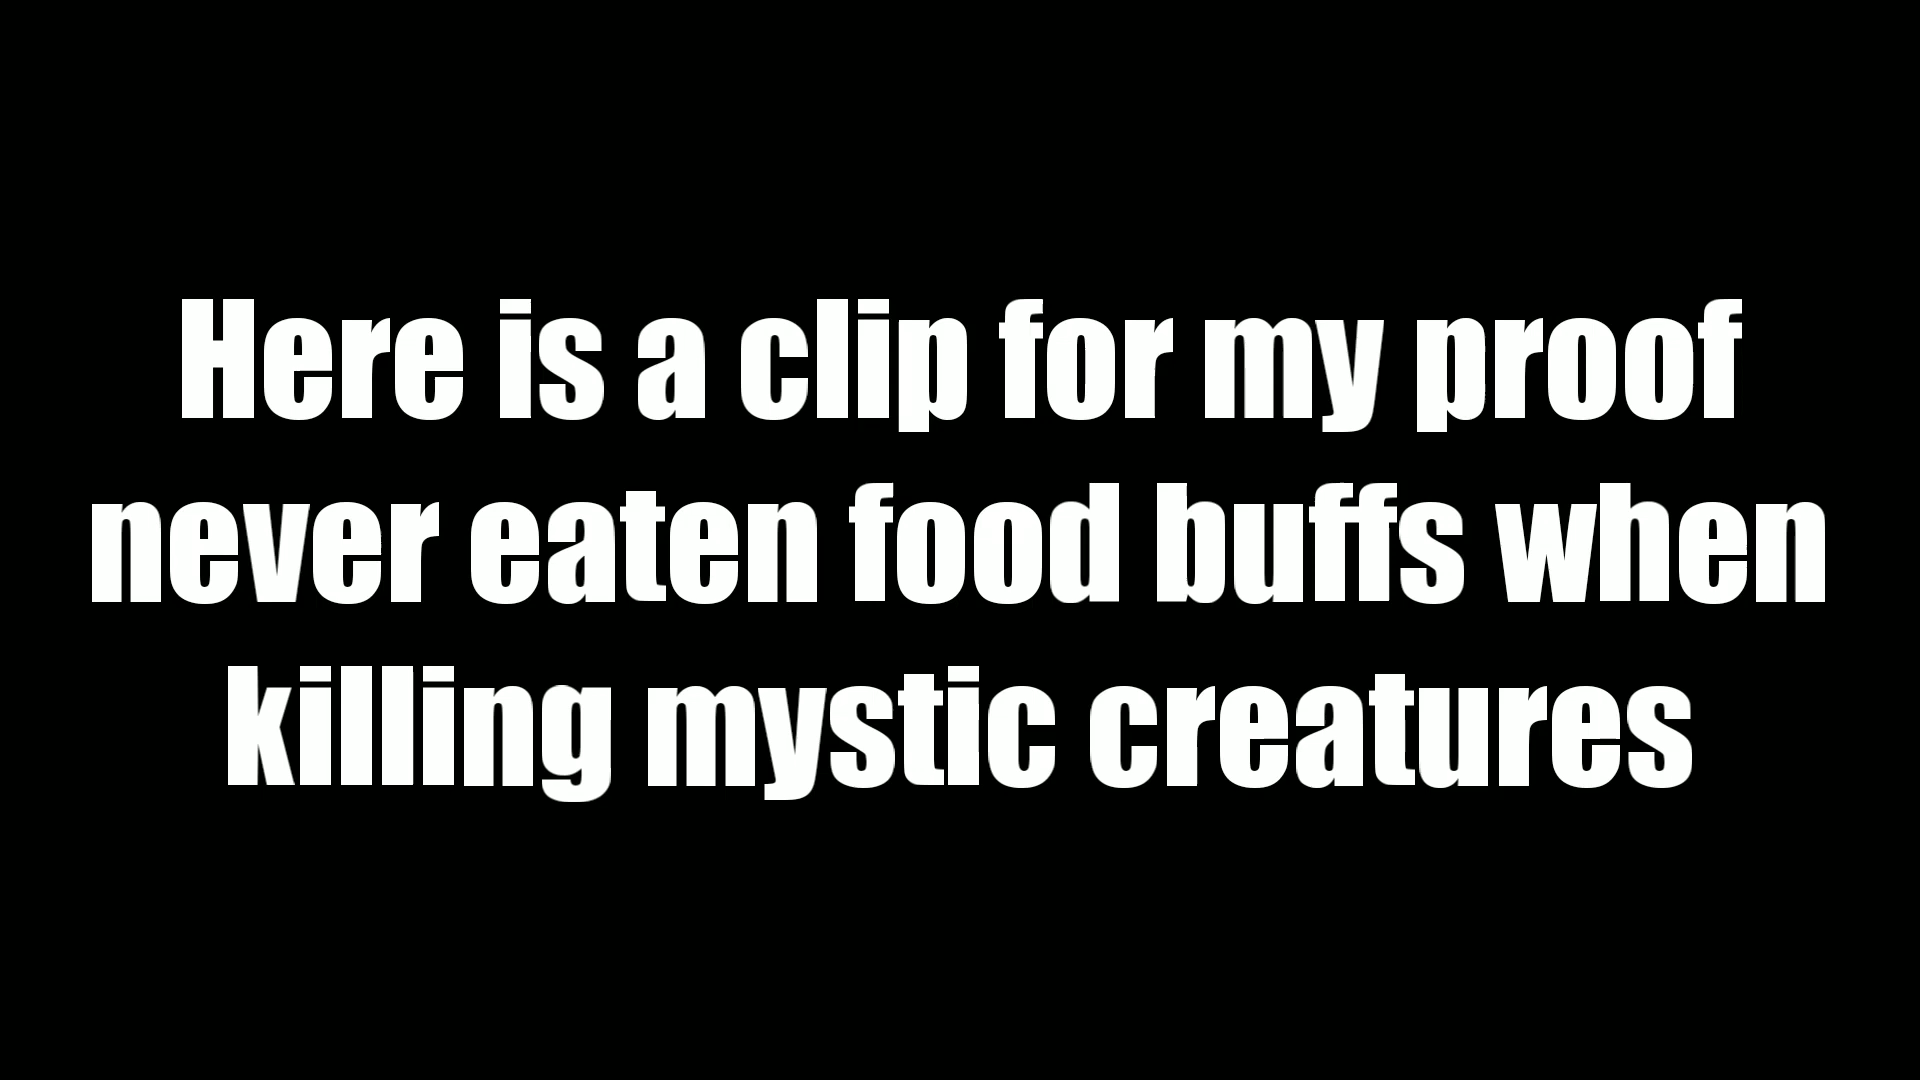 Here is a clip for my proof
never eaten food buffs when
killing mystic creatures